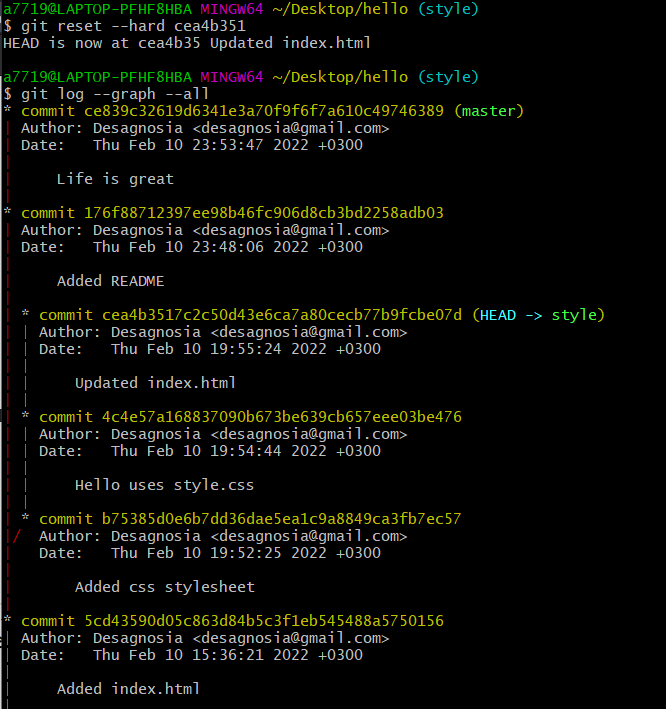 a7719@LAPTOP-PFHF8HBA MINGW64 ~/Desktop/hello (style)
$ git reset --hard cea4b351
HEAD is now at cea4b35 Updated index.html

a7719@LAPTOP-PFHF8HBA MINGW64 ~/Desktop/hello (style)
$ git log --graph --all
* commit ce839c32619d6341e3a70f9f6f7a610c49746389 (master)
| Author: Desagnosia <desagnosia@gmail.com>
| Date:   Thu Feb 10 23:53:47 2022 +0300
|
|     Life is great
|
* commit 176f88712397ee98b46fc906d8cb3bd2258adb03
| Author: Desagnosia <desagnosia@gmail.com>
| Date:   Thu Feb 10 23:48:06 2022 +0300
|
|     Added README
|
| * commit cea4b3517c2c50d43e6ca7a80cecb77b9fcbe07d (HEAD -> style)
| | Author: Desagnosia <desagnosia@gmail.com>
| | Date:   Thu Feb 10 19:55:24 2022 +0300
| |
| |     Updated index.html
| |
| * commit 4c4e57a168837090b673be639cb657eee03be476
| | Author: Desagnosia <desagnosia@gmail.com>
| | Date:   Thu Feb 10 19:54:44 2022 +0300
| |
| |     Hello uses style.css
| |
| * commit b75385d0e6b7dd36dae5ea1c9a8849ca3fb7ec57
|/  Author: Desagnosia <desagnosia@gmail.com>
|   Date:   Thu Feb 10 19:52:25 2022 +0300
|
|       Added css stylesheet
|
* commit 5cd43590d05c863d84b5c3f1eb545488a5750156
| Author: Desagnosia <desagnosia@gmail.com>
| Date:   Thu Feb 10 15:36:21 2022 +0300
|
|     Added index.html
|